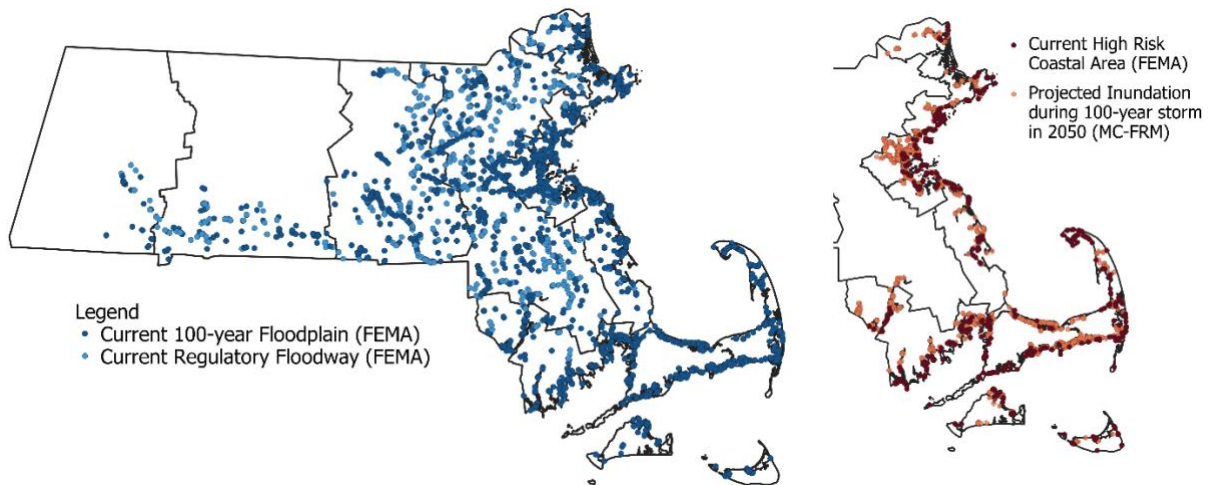 Legend
Current 100-year Floodplain (FEMA)
Current Regulatory Floodway (FEMA)
Current High Risk
Coastal Area (FEMA)
Projected Inundation
during 100-year storm
in 2050 (MC-FRM)